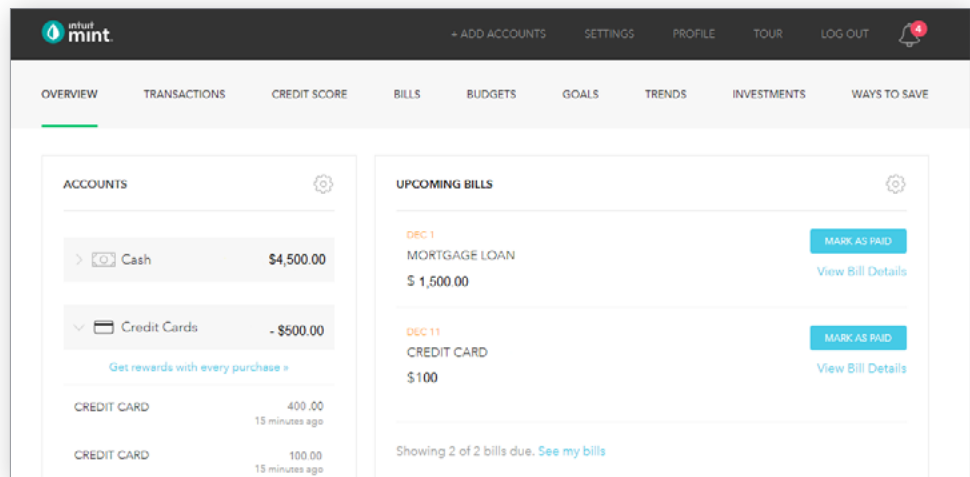 intuit
mint.
+ ADD ACCOUNTS SETTINGS PROFILE TOUR LOG OUT 4
OVERVIEW TRANSACTIONS CREDIT SCORE BILLS BUDGETS GOALS TRENDS INVESTMENTS WAYS TO SAVE
ACCOUNTS
Cash $4,500.00
Credit Cards - $500.00
Get rewards with every purchase »
CREDIT CARD 400 .00
15 minutes ago
CREDIT CARD 100.00
15 minutes ago
UPCOMING BILLS
DEC 1
MORTGAGE LOAN
$ 1,500.00
MARK AS PAID
View Bill Details
DEC 11
CREDIT CARD
$100
MARK AS PAID
View Bill Details
Showing 2 of 2 bills due. See my bills